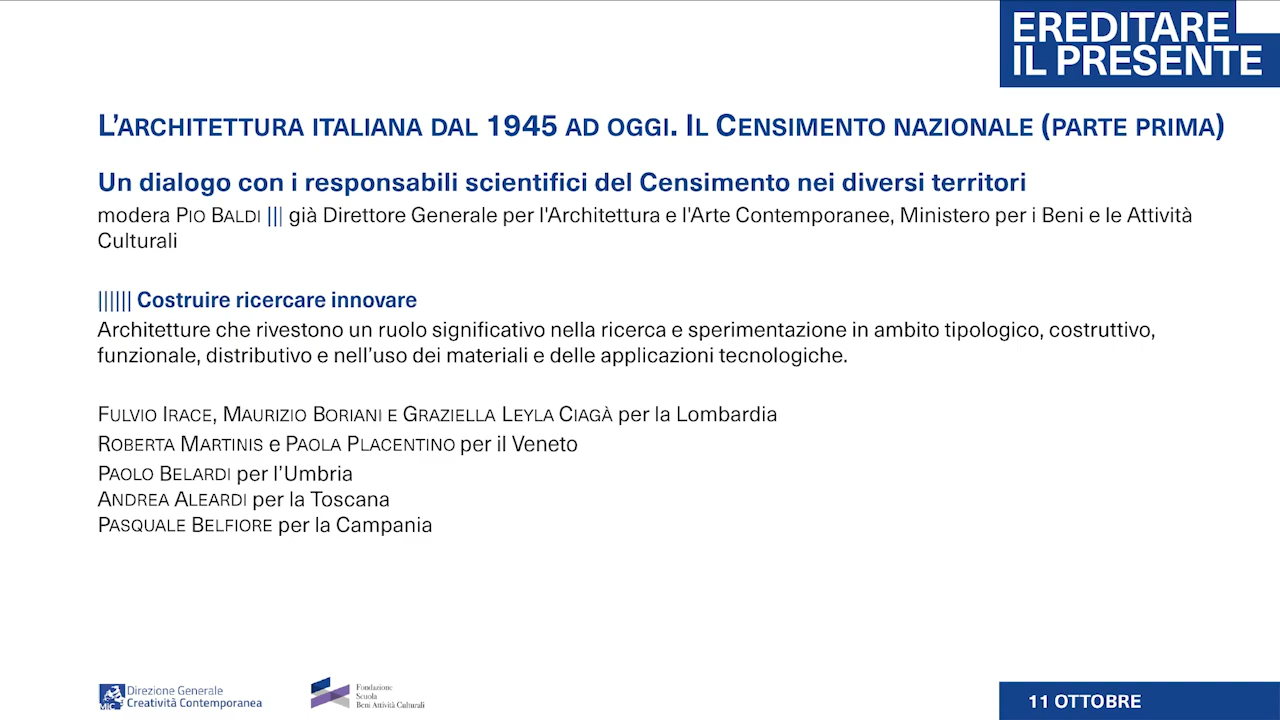 EREDITARE
IL PRESENTE
L'ARCHITETTURA ITALIANA DAL 1945 AD OGGI. IL CENSIMENTO NAZIONALE (PARTE PRIMA)
Un dialogo con i responsabili scientifici del Censimento nei diversi territori
modera PIO BALDI ||| già Direttore Generale per l'Architettura e l'Arte Contemporanee, Ministero per i Beni e le Attività
Culturali
|||||| Costruire ricercare innovare
Architetture che rivestono un ruolo significativo nella ricerca e sperimentazione in ambito tipologico, costruttivo,
funzionale, distributivo e nell'uso dei materiali e delle applicazioni tecnologiche.
FULVIO IRACE, MAURIZIO BORIANI E GRAZIELLA LEYLA CIAGÀ per la Lombardia
ROBERTA MARTINIS e PAOLA PLACENTINO per il Veneto
PAOLO BELARDI per l'Umbria
ANDREA ALEARDI per la Toscana
PASQUALE BELFIORE per la Campania
MiC
Direzione Generale
Creatività Contemporanea
Fondazione
Scuola
Beni Attività Culturali
11 OTTOBRE